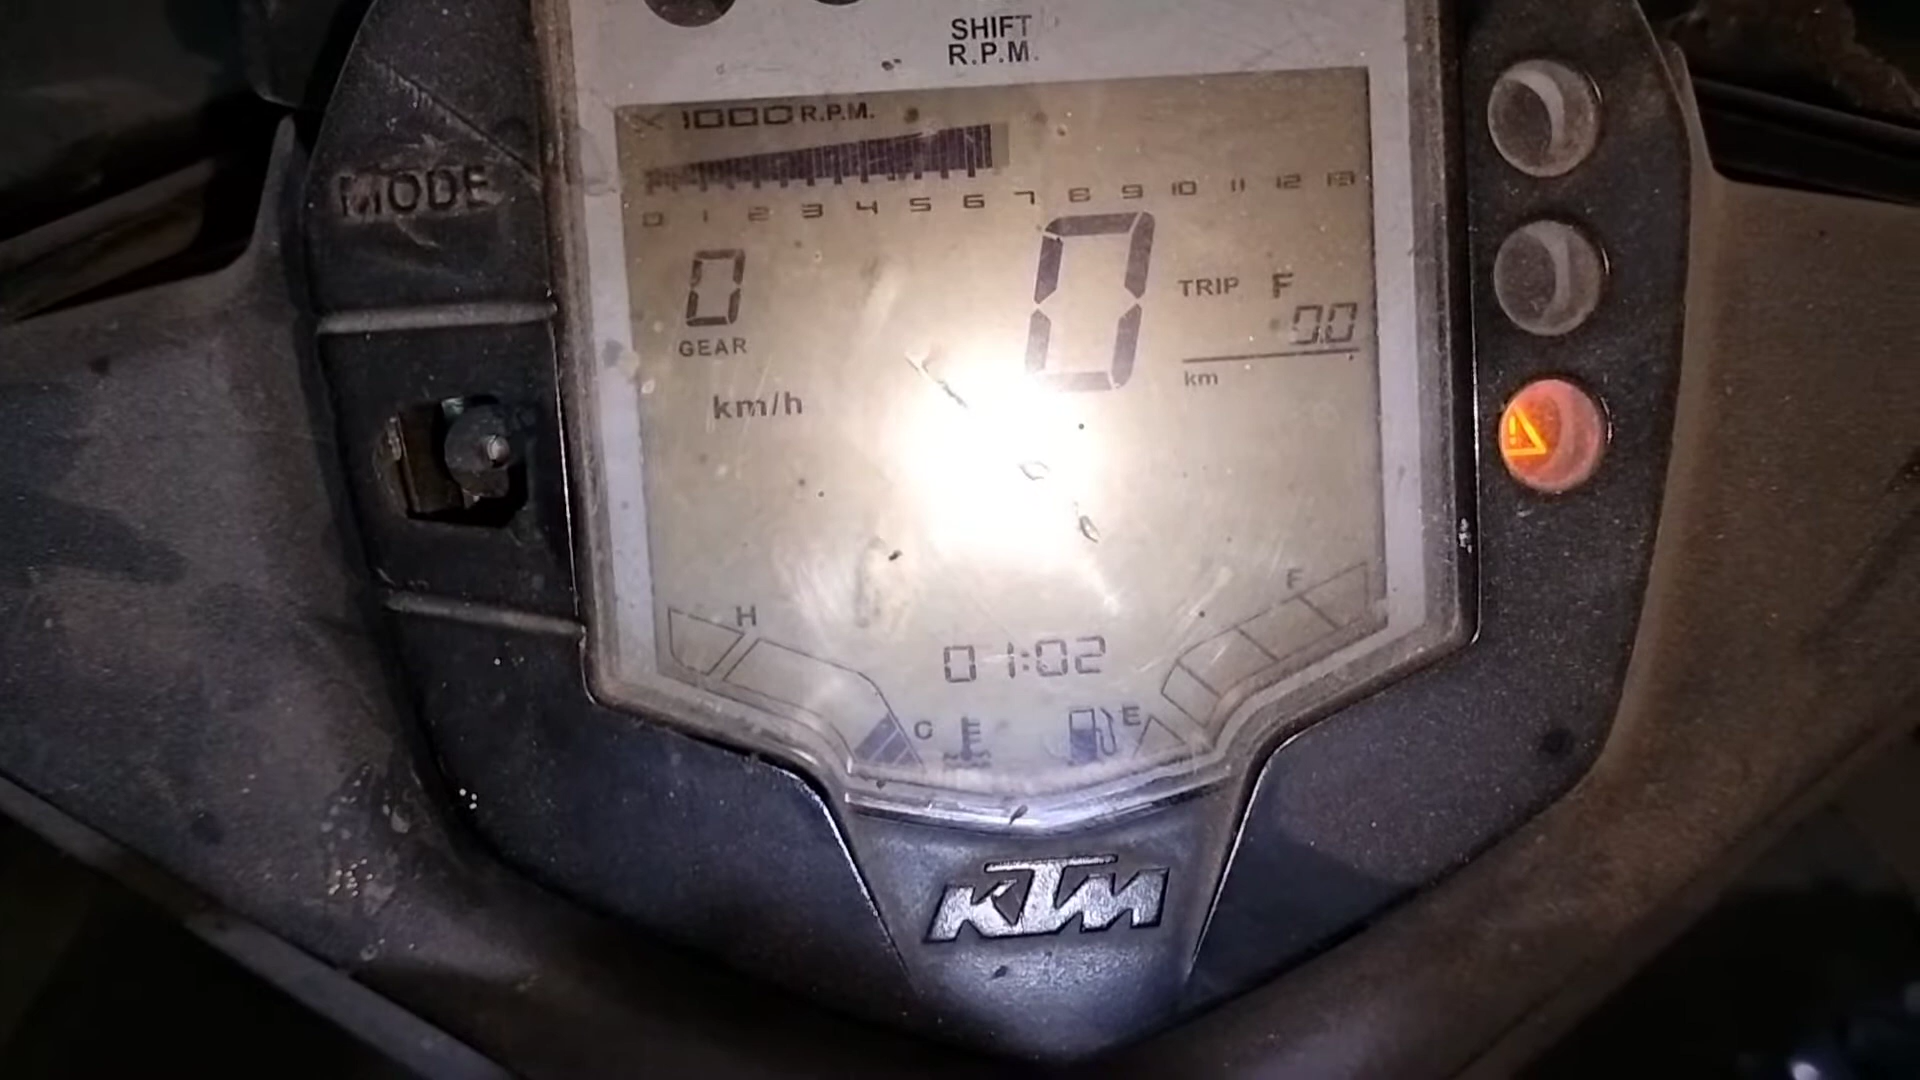 SHIFT
R.P.M.
x 1000 R.P.M.
MODE
0 1 2 3 4 5 6 7 8 9 10 11 12 13
0
GEAR
km/h
0
TRIP F
0.0
km
H
F
01:02
C
E
KTM